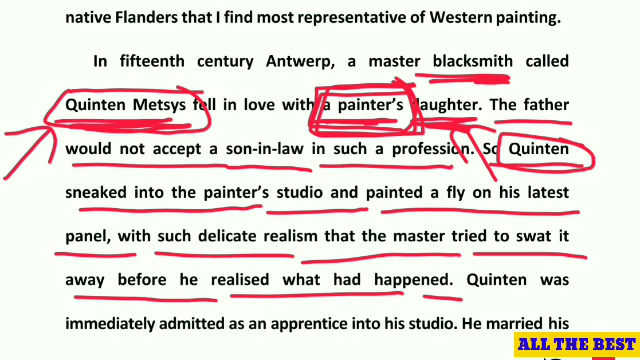 native Flanders that I find most representative of Western painting.
In fifteenth century Antwerp, a master blacksmith called
Quinten Metsys fell in love with a painter's daughter. The father
would not accept a son-in-law in such a profession. So Quinten
sneaked into the painter's studio and painted a fly on his latest
panel, with such delicate realism that the master tried to swat it
away before he realised what had happened. Quinten was
immediately admitted as an apprentice into his studio. He married his
ALL THE BEST